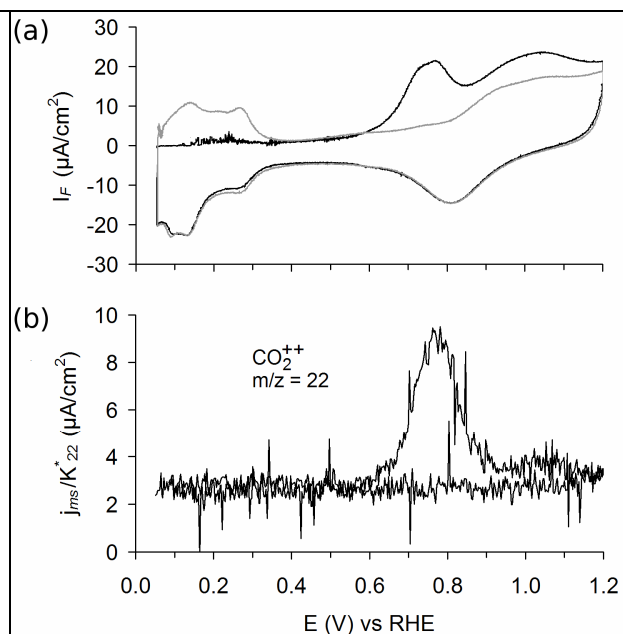 (a)
30
20
10
0
-10
-20
-30
I_F (µA/cm²)
(b)
10
8
6
4
2
0
j_ms/K*_22 (µA/cm²)
CO₂⁺⁺
m/z = 22
0.0 0.2 0.4 0.6 0.8 1.0 1.2
E (V) vs RHE